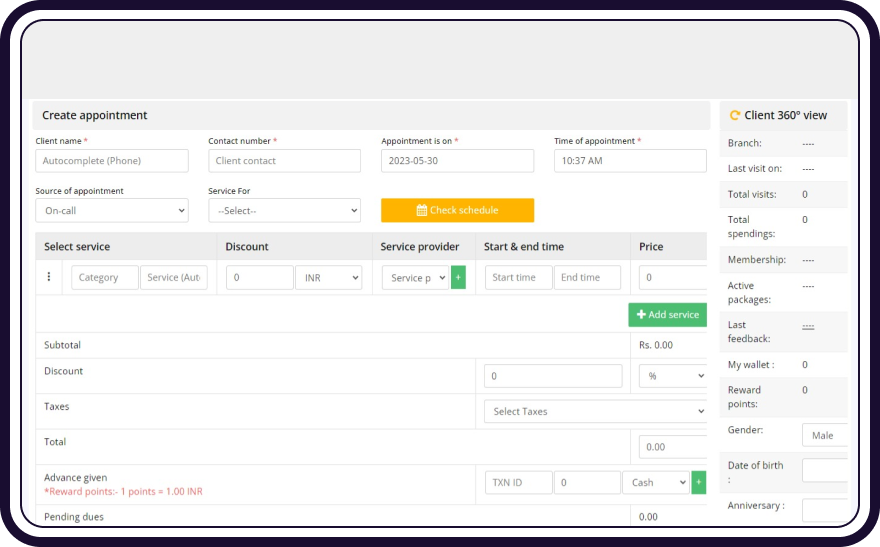 Create appointment
Client name *
Contact number *
Appointment is on *
Time of appointment *
Autocomplete (Phone)
Client contact
2023-05-30
10:37 AM
Source of appointment
Service For
On-call
--Select--
Check schedule
Select service
Discount
Service provider
Start & end time
Price
Category
Service (Aut
0
INR
Service p
+
Start time
End time
0
Add service
Subtotal
Rs. 0.00
Discount
0
%
Taxes
Select Taxes
Total
0.00
Advance given
*Reward points:- 1 points = 1.00 INR
TXN ID
0
Cash
+
Pending dues
0.00
Client 360° view
Branch:
----
Last visit on:
----
Total visits:
0
Total
spendings:
0
Membership:
----
Active
packages:
----
Last
feedback:
----
My wallet :
0
Reward
points:
0
Gender:
Male
Date of birth
:
Anniversary :